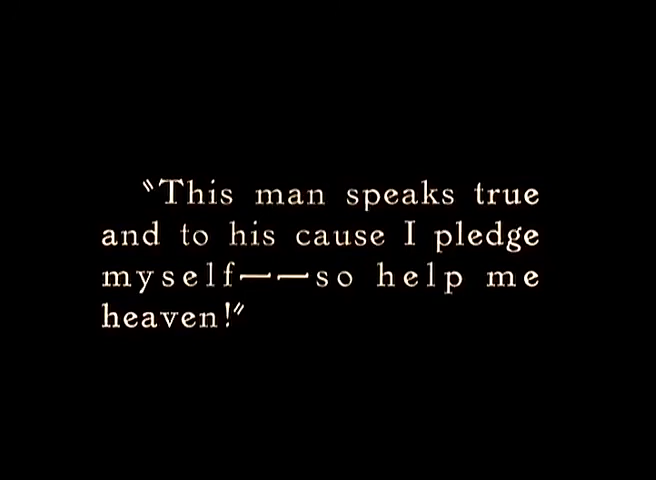 "This man speaks true
and to his cause I pledge
myself——so help me
heaven!"